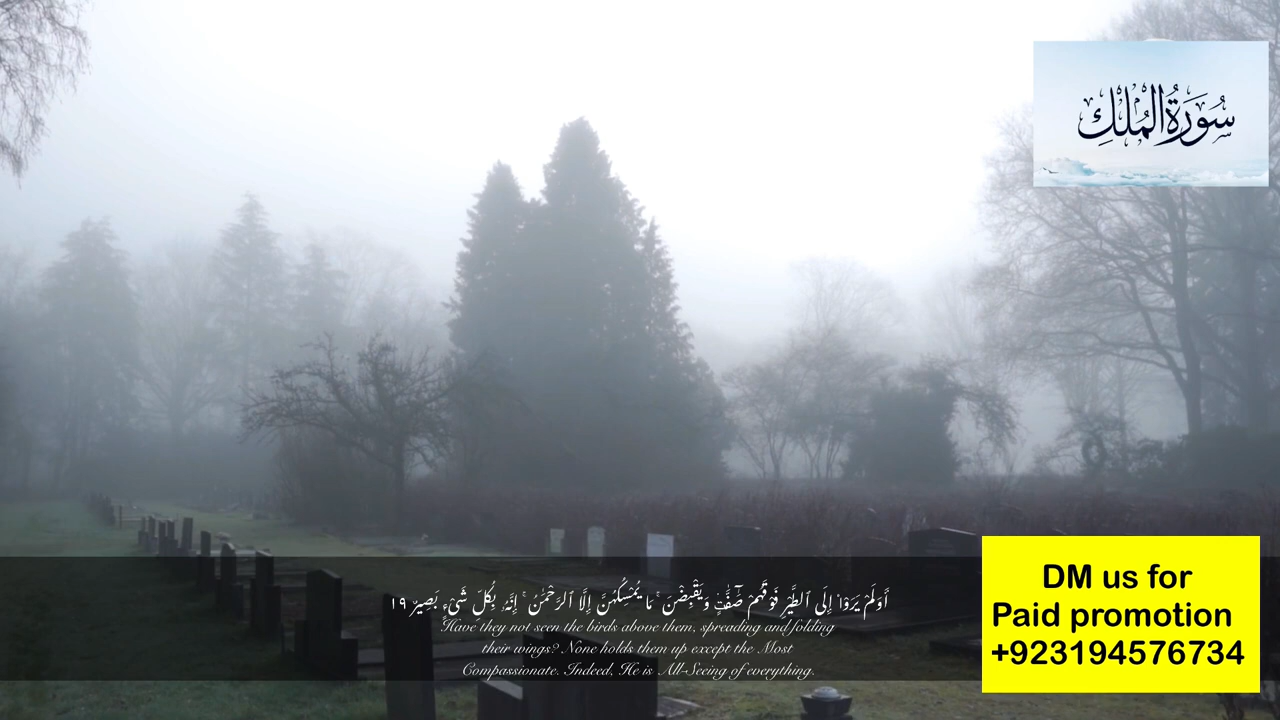 سُورَةُ الْمُلْكِ
أَوَلَمْ يَرَوْا۟ إِلَى ٱلطَّيْرِ فَوْقَهُمْ صَـٰٓفَّـٰتٍۢ وَيَقْبِضْنَ ۚ مَا يُمْسِكُهُنَّ إِلَّا ٱلرَّحْمَـٰنُ ۚ إِنَّهُۥ بِكُلِّ شَىْءٍۭ بَصِيرٌ ١٩
Have they not seen the birds above them, spreading and folding
their wings? None holds them up except the Most
Compassionate. Indeed, He is All-Seeing of everything.
DM us for
Paid promotion
+923194576734